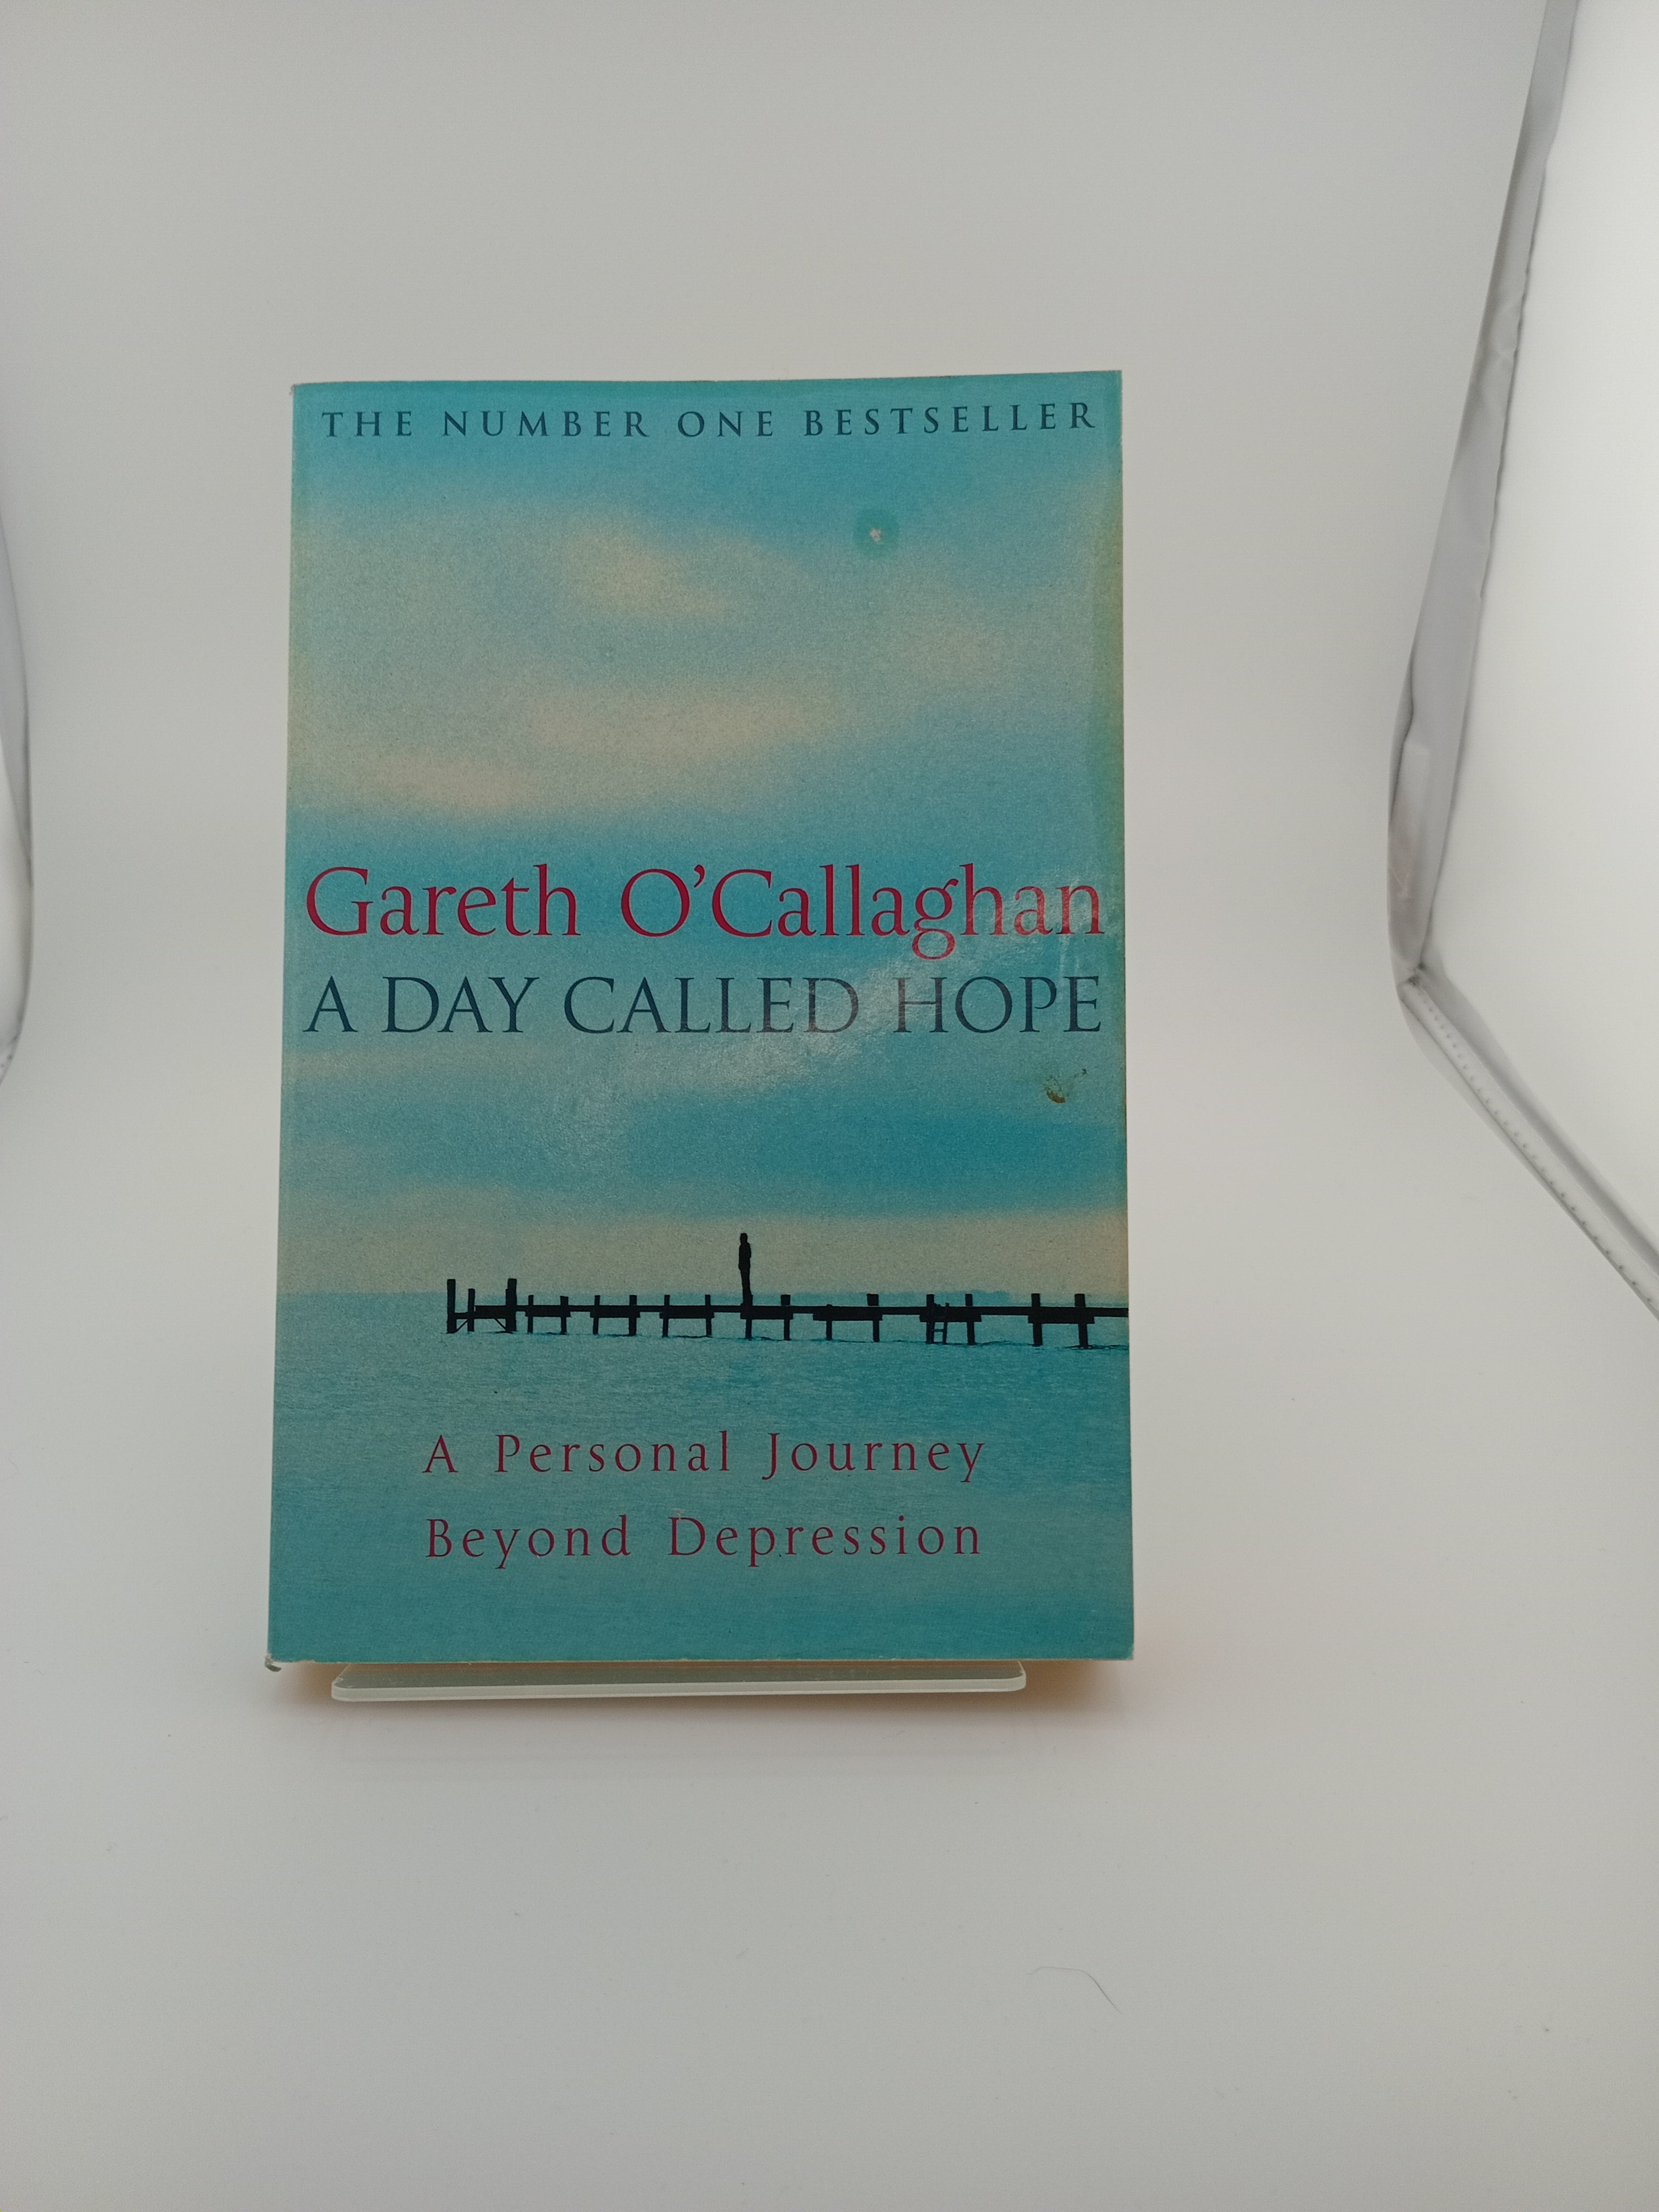 THE NUMBER ONE BESTSELLER
Gareth O'Callaghan
A DAY CALLED HOPE
A Personal Journey
Beyond Depression